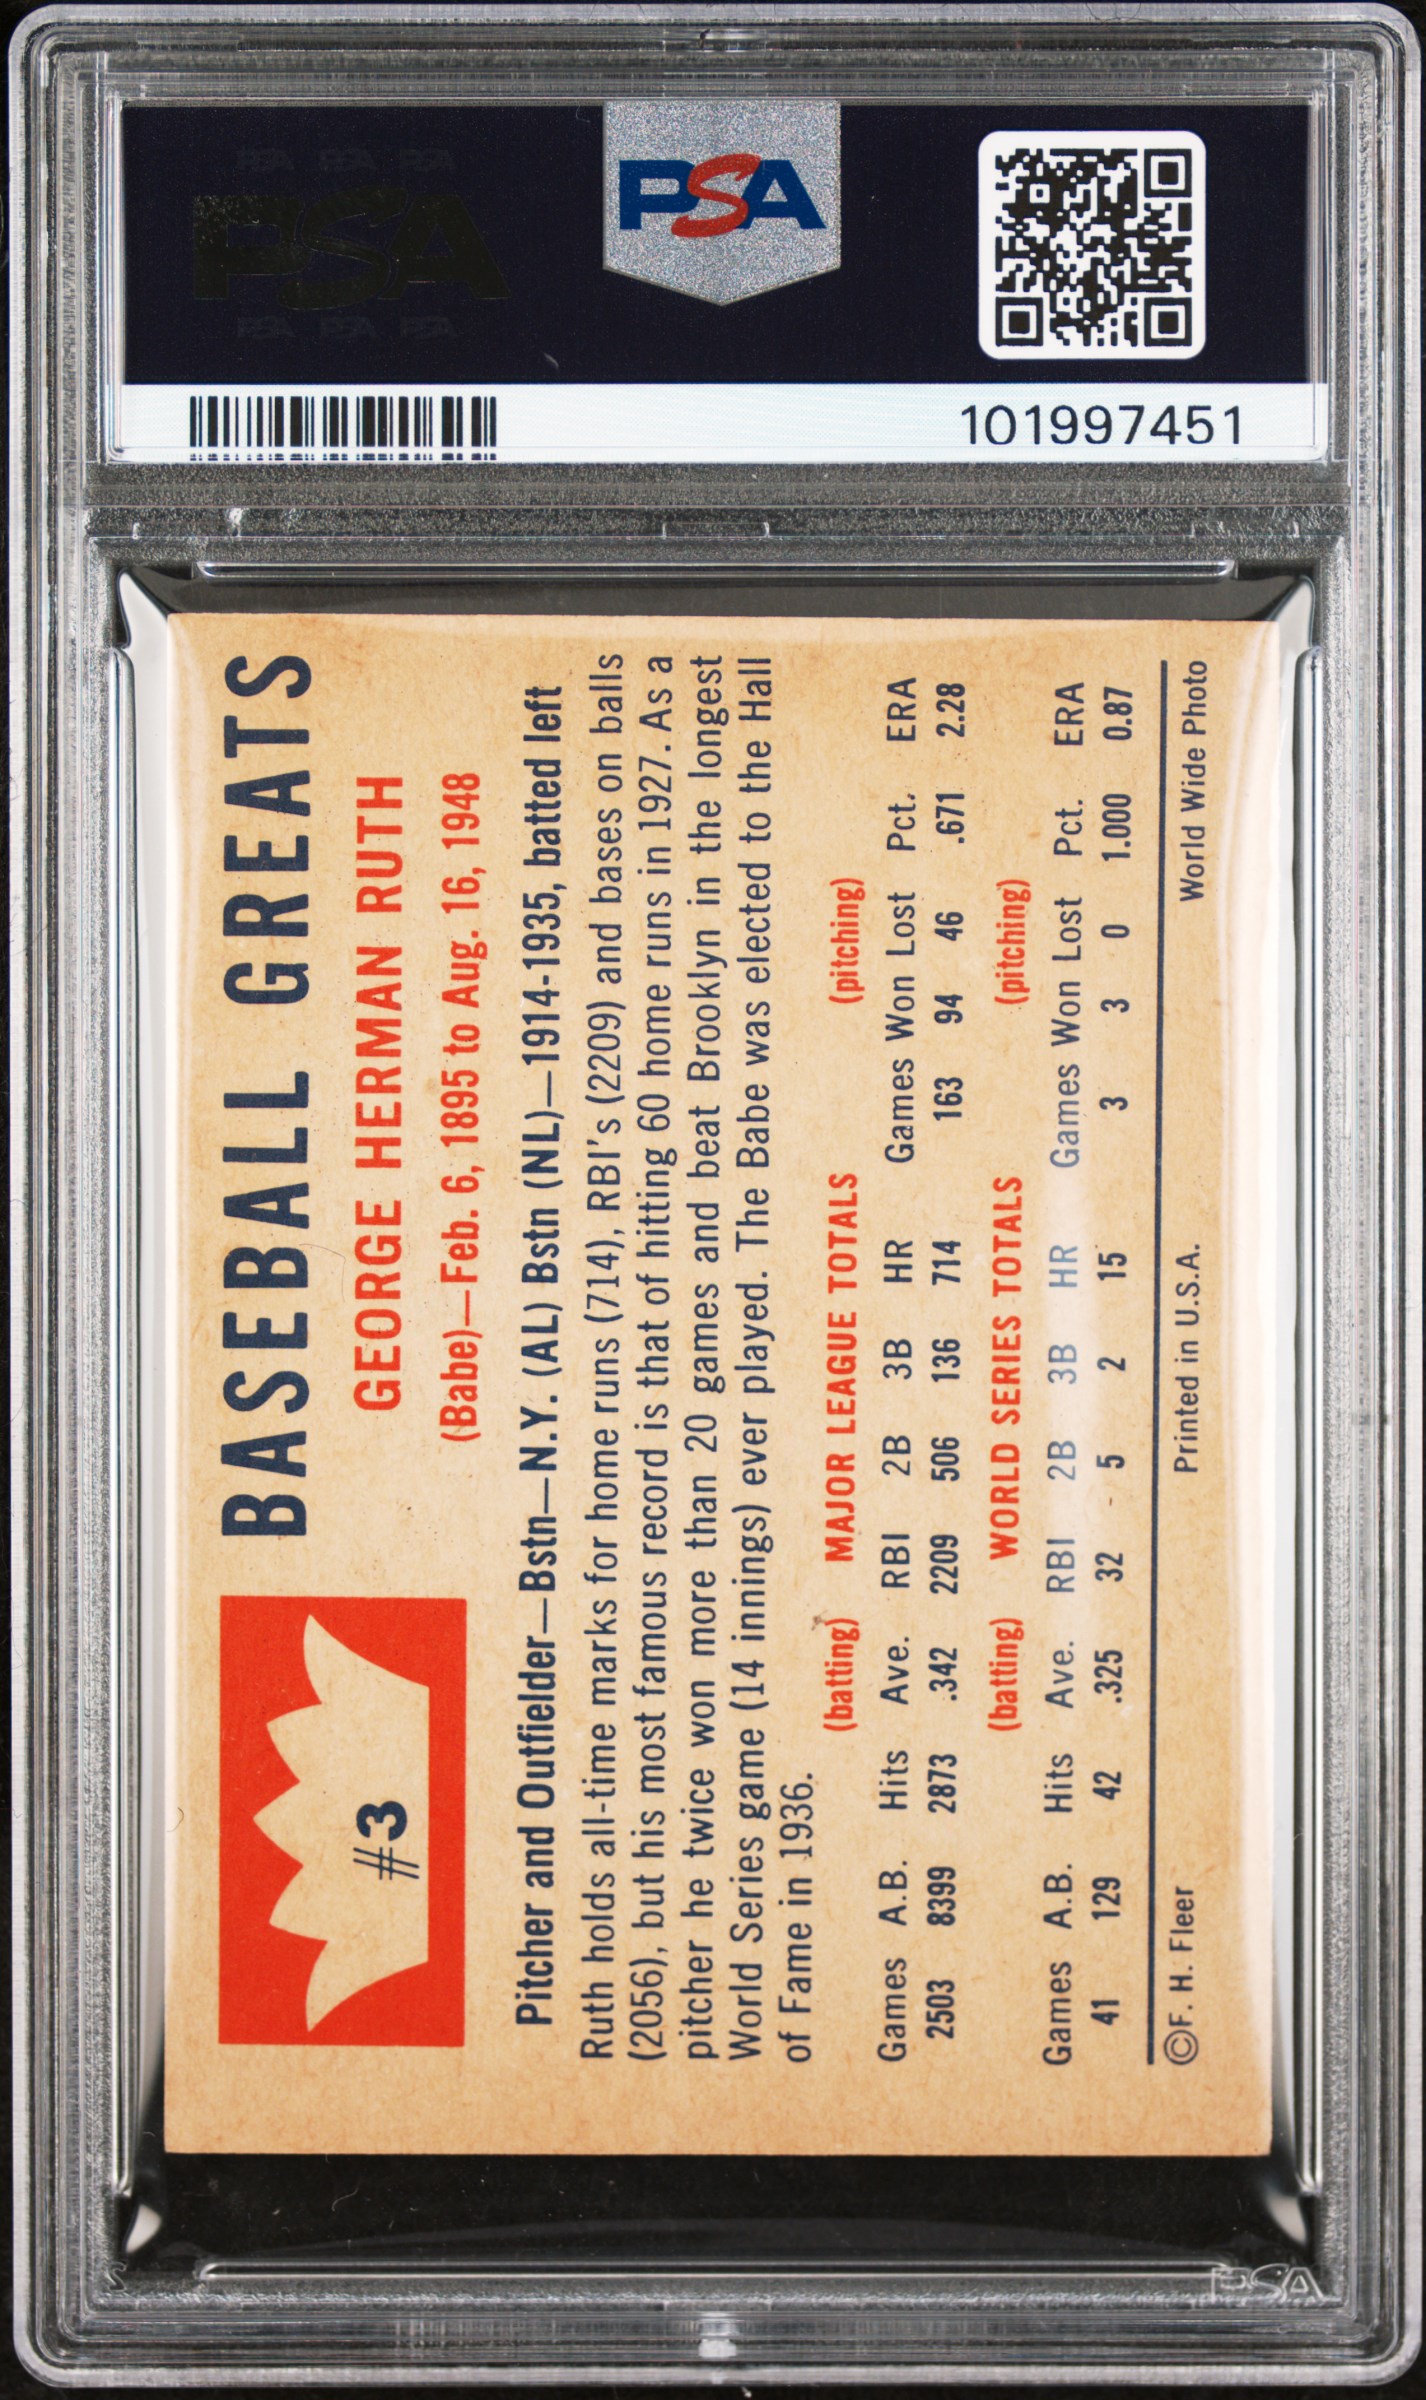 PSA PSA PSA
PSA
PSA PSA PSA
PSA
101997451
#3
BASEBALL GREATS
GEORGE HERMAN RUTH
(Babe)—Feb. 6, 1895 to Aug. 16, 1948
Pitcher and Outfielder—Bstn—N.Y. (AL) Bstn (NL)—1914-1935, batted left
Ruth holds all-time marks for home runs (714), RBI's (2209) and bases on balls
(2056), but his most famous record is that of hitting 60 home runs in 1927. As a
pitcher he twice won more than 20 games and beat Brooklyn in the longest
World Series game (14 innings) ever played. The Babe was elected to the Hall
of Fame in 1936.
(batting) MAJOR LEAGUE TOTALS (pitching)
Games A.B. Hits Ave. RBI 2B 3B HR Games Won Lost Pct. ERA
2503 8399 2873 .342 2209 506 136 714 163 94 46 .671 2.28
(batting) WORLD SERIES TOTALS (pitching)
Games A.B. Hits Ave. RBI 2B 3B HR Games Won Lost Pct. ERA
41 129 42 .325 32 5 2 15 3 3 0 1.000 0.87
©F. H. Fleer Printed in U.S.A. World Wide Photo
PSA